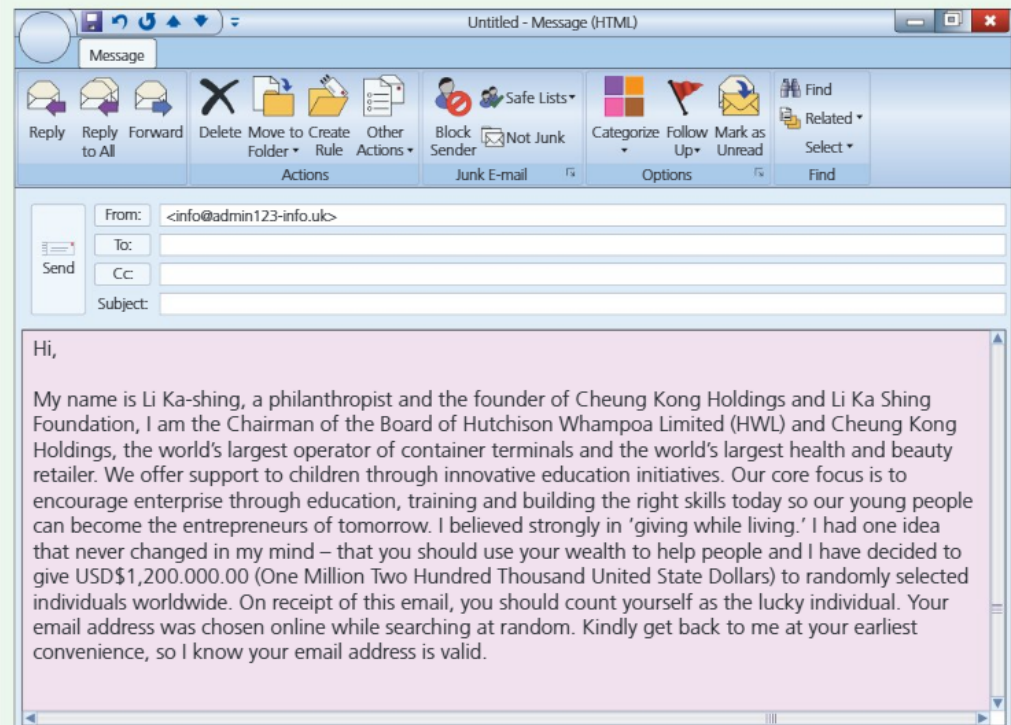 Untitled - Message (HTML)
Message
Reply
Reply to All
Forward
Delete
Move to Folder
Create Rule
Other Actions
Actions
Block Sender
Safe Lists
Not Junk
Junk E-mail
Categorize
Follow Up
Mark as Unread
Options
Find
Related
Select
Find
Send
From: <info@admin123-info.uk>
To:
Cc:
Subject:
Hi,
My name is Li Ka-shing, a philanthropist and the founder of Cheung Kong Holdings and Li Ka Shing
Foundation, I am the Chairman of the Board of Hutchison Whampoa Limited (HWL) and Cheung Kong
Holdings, the world's largest operator of container terminals and the world's largest health and beauty
retailer. We offer support to children through innovative education initiatives. Our core focus is to
encourage enterprise through education, training and building the right skills today so our young people
can become the entrepreneurs of tomorrow. I believed strongly in 'giving while living.' I had one idea
that never changed in my mind – that you should use your wealth to help people and I have decided to
give USD$1,200.000.00 (One Million Two Hundred Thousand United State Dollars) to randomly selected
individuals worldwide. On receipt of this email, you should count yourself as the lucky individual. Your
email address was chosen online while searching at random. Kindly get back to me at your earliest
convenience, so I know your email address is valid.